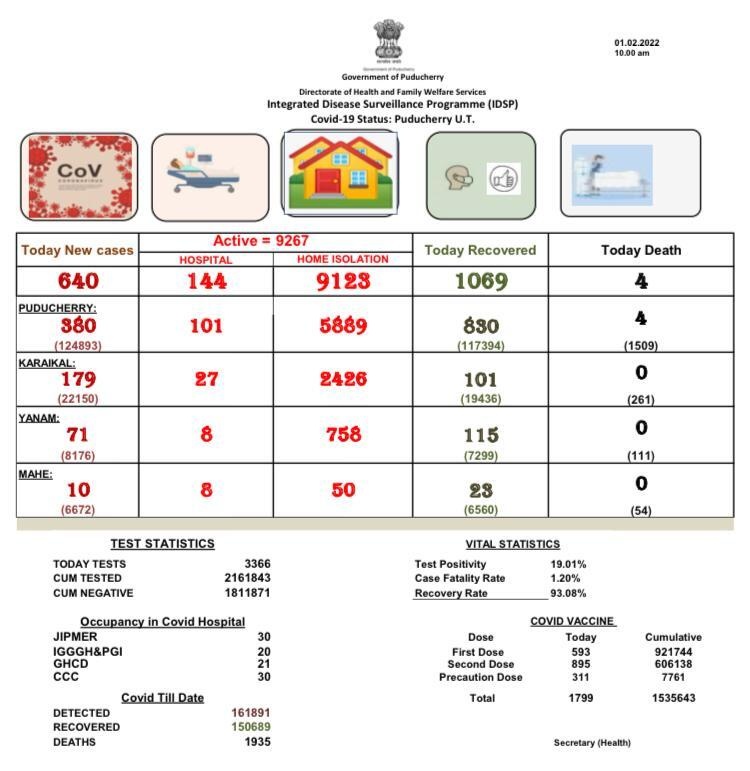 01.02.2022
10.00 am
Government of Puducherry
Government of Puducherry
Directorate of Health and Family Welfare Services
Integrated Disease Surveillance Programme (IDSP)
Covid-19 Status: Puducherry U.T.
CoV
CORONAVIRUS
Today New cases
Active = 9267
HOSPITAL
HOME ISOLATION
Today Recovered
Today Death
640 144 9123 1069 4
PUDUCHERRY:
380 101 5889 830 4
(124893) (117394) (1509)
KARAIKAL:
179 27 2426 101 0
(22150) (19436) (261)
YANAM:
71 8 758 115 0
(8176) (7299) (111)
MAHE:
10 8 50 23 0
(6672) (6560) (54)
TEST STATISTICS
TODAY TESTS 3366
CUM TESTED 2161843
CUM NEGATIVE 1811871
VITAL STATISTICS
Test Positivity 19.01%
Case Fatality Rate 1.20%
Recovery Rate 93.08%
Occupancy in Covid Hospital
JIPMER 30
IGGGH&PGI 20
GHCD 21
CCC 30
COVID VACCINE
Dose Today Cumulative
First Dose 593 921744
Second Dose 895 606138
Precaution Dose 311 7761
Total 1799 1535643
Covid Till Date
DETECTED 161891
RECOVERED 150689
DEATHS 1935
Secretary (Health)